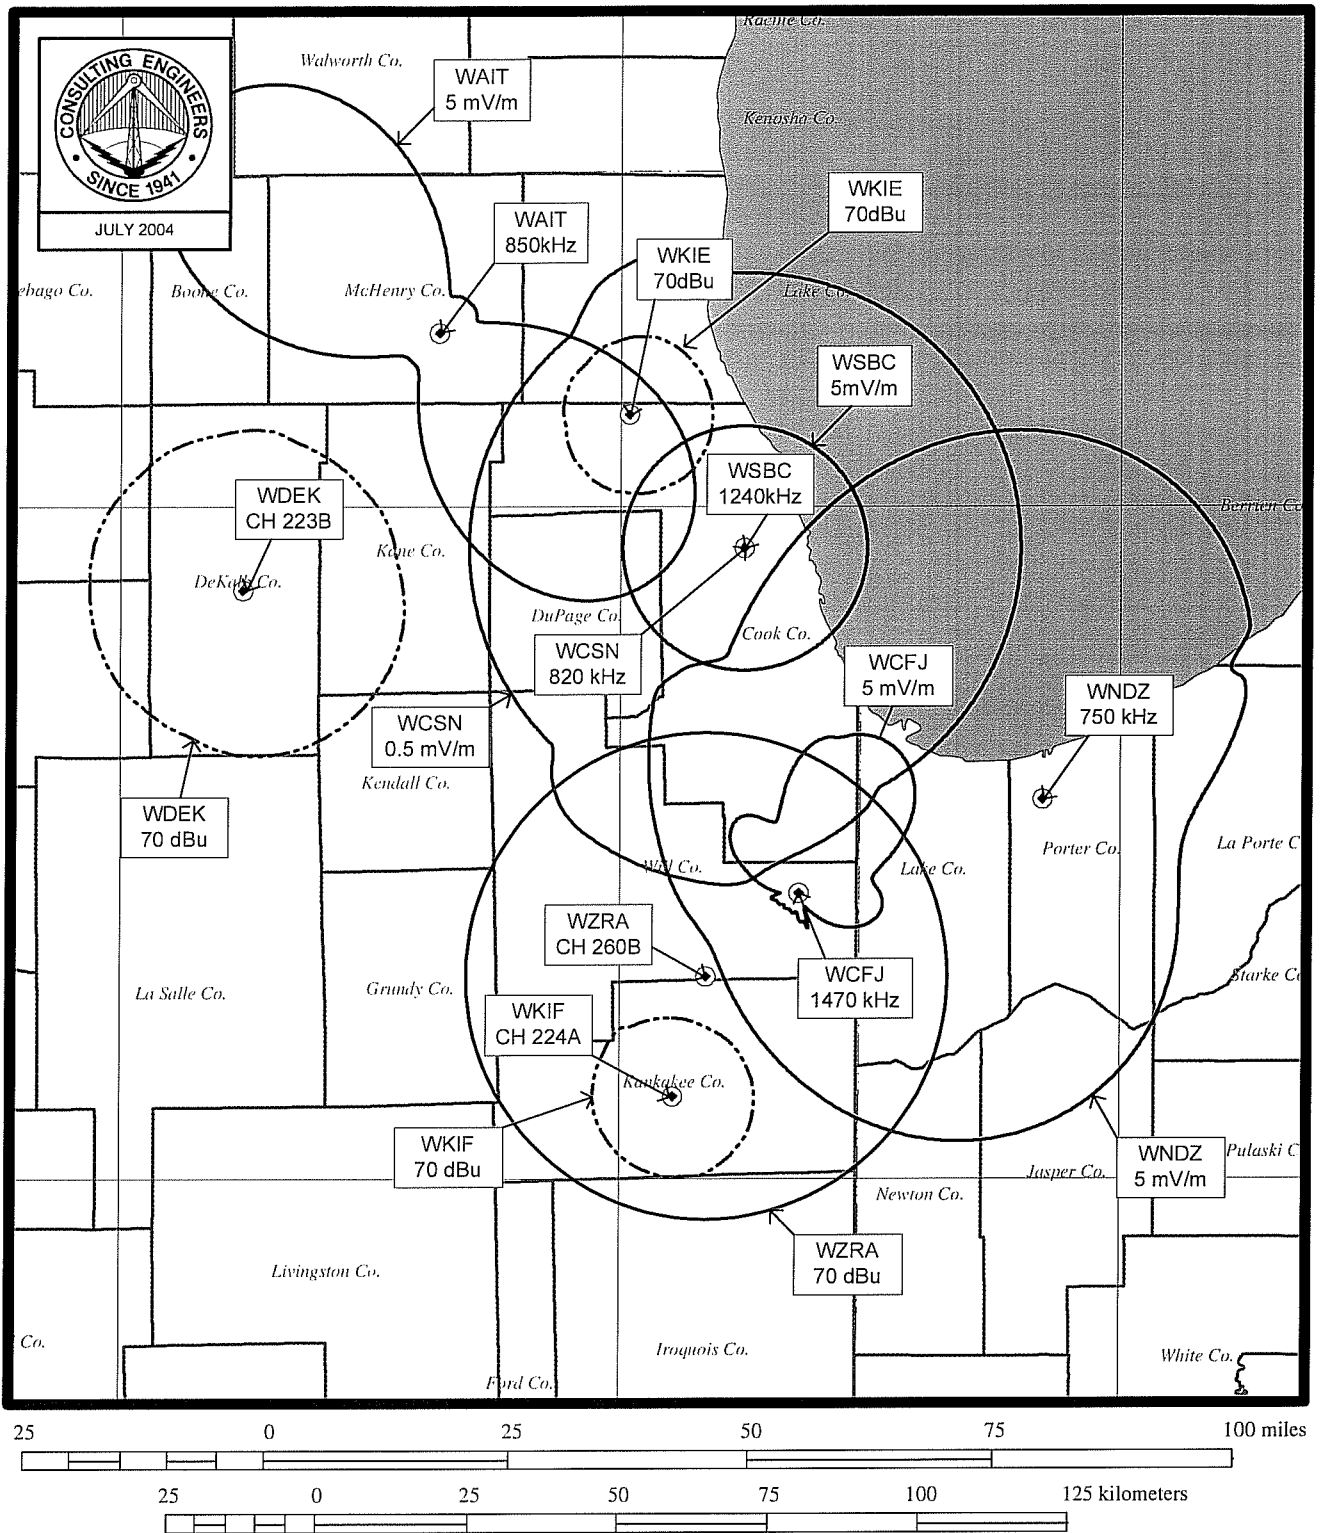 Racine Co.
Walworth Co.
CONSULTING ENGINEERS
SINCE 1941
JULY 2004
WAIT
5 mV/m
Kenosha Co.
WKIE
70dBu
WAIT
850kHz
WKIE
70dBu
ebago Co.
Boone Co.
McHenry Co.
Lake Co.
WSBC
5mV/m
WSBC
1240kHz
WDEK
CH 223B
Berrien Co
Kane Co.
DeKalb Co.
DuPage Co.
Cook Co.
WCSN
820 kHz
WCFJ
5 mV/m
WNDZ
750 kHz
WCSN
0.5 mV/m
Kendall Co.
WDEK
70 dBu
Will Co.
Lake Co.
Porter Co.
La Porte C
WZRA
CH 260B
WCFJ
1470 kHz
Starke Co
La Salle Co.
Grundy Co.
WKIF
CH 224A
Kankakee Co.
WKIF
70 dBu
WNDZ
5 mV/m
Pulaski C
Jasper Co.
Newton Co.
WZRA
70 dBu
Livingston Co.
Co.
Iroquois Co.
White Co.
Ford Co.
25 0 25 50 75 100 miles
25 0 25 50 75 100 125 kilometers